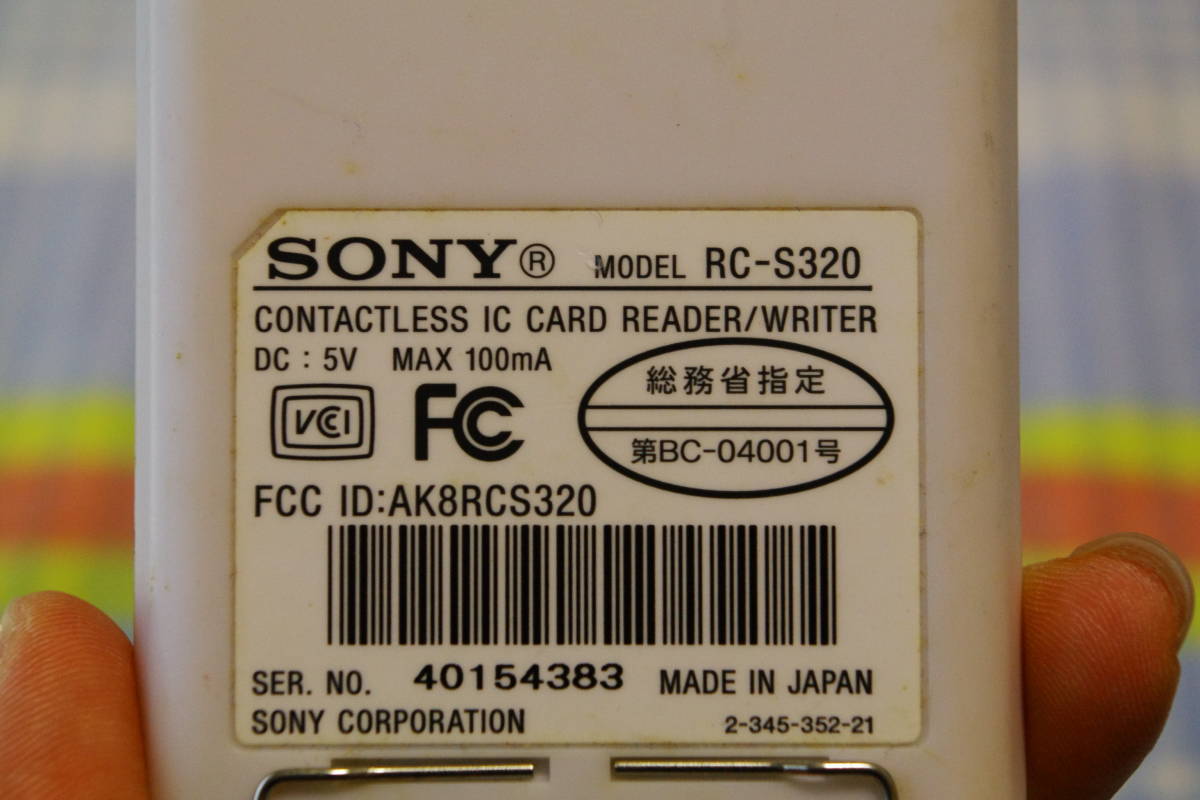 SONY® MODEL RC-S320
CONTACTLESS IC CARD READER/WRITER
DC : 5V MAX 100mA
総務省指定
VCCI FC
第BC-04001号
FCC ID:AK8RCS320
SER. NO. 40154383 MADE IN JAPAN
SONY CORPORATION 2-345-352-21